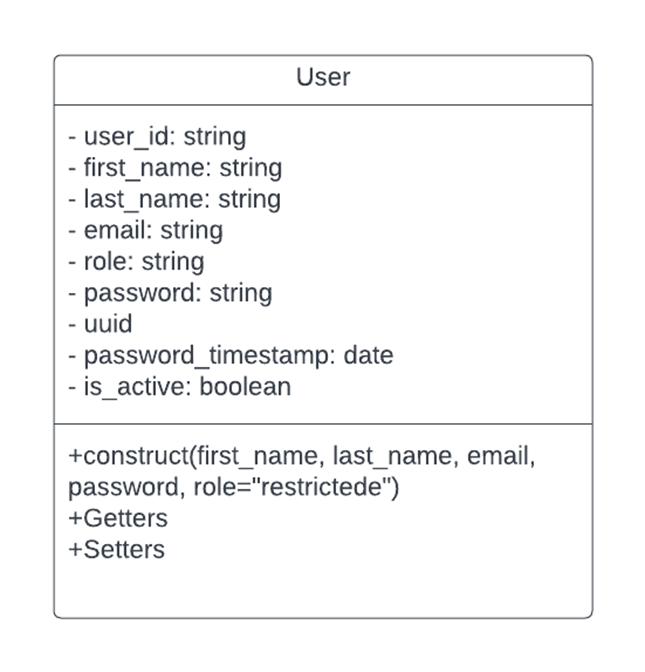 User
- user_id: string
- first_name: string
- last_name: string
- email: string
- role: string
- password: string
- uuid
- password_timestamp: date
- is_active: boolean
+construct(first_name, last_name, email,
password, role="restrictede")
+Getters
+Setters